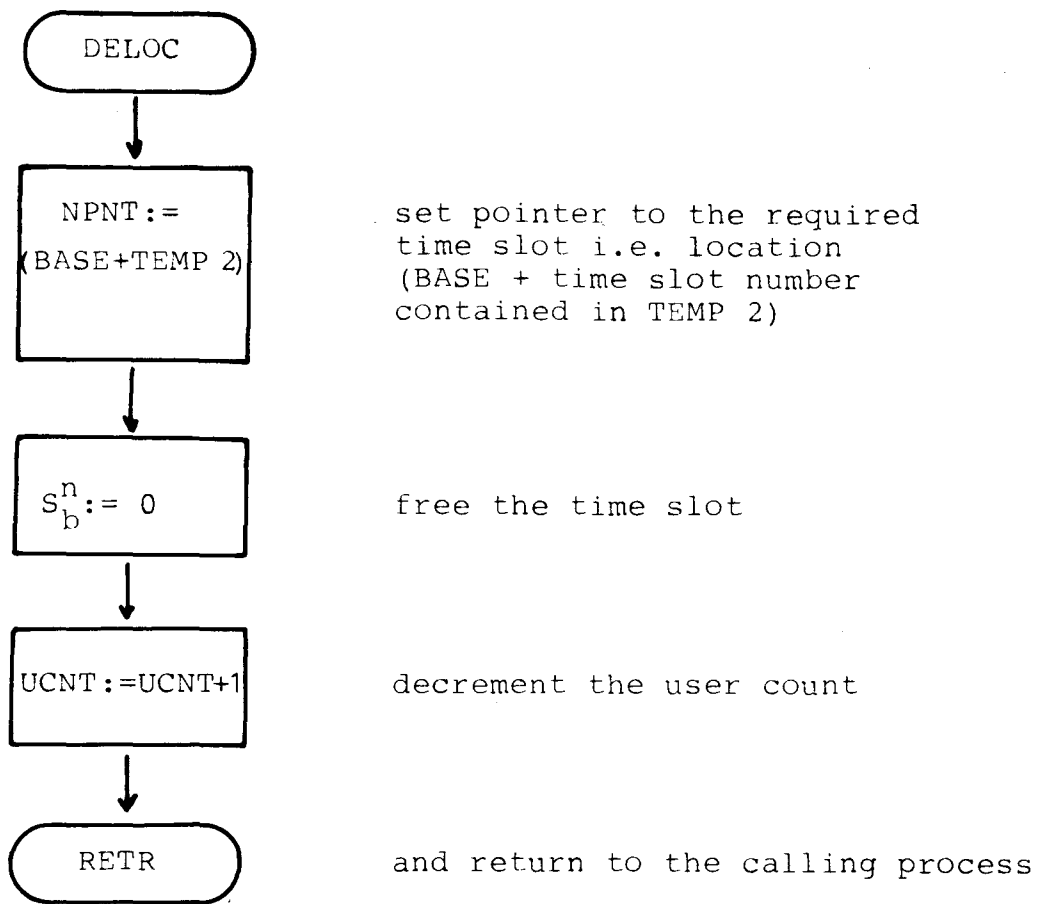 DELOC
NPNT:=
(BASE+TEMP 2)
set pointer to the required
time slot i.e. location
(BASE + time slot number
contained in TEMP 2)
S_b^n := 0
free the time slot
UCNT:=UCNT+1
decrement the user count
RETR
and return to the calling process